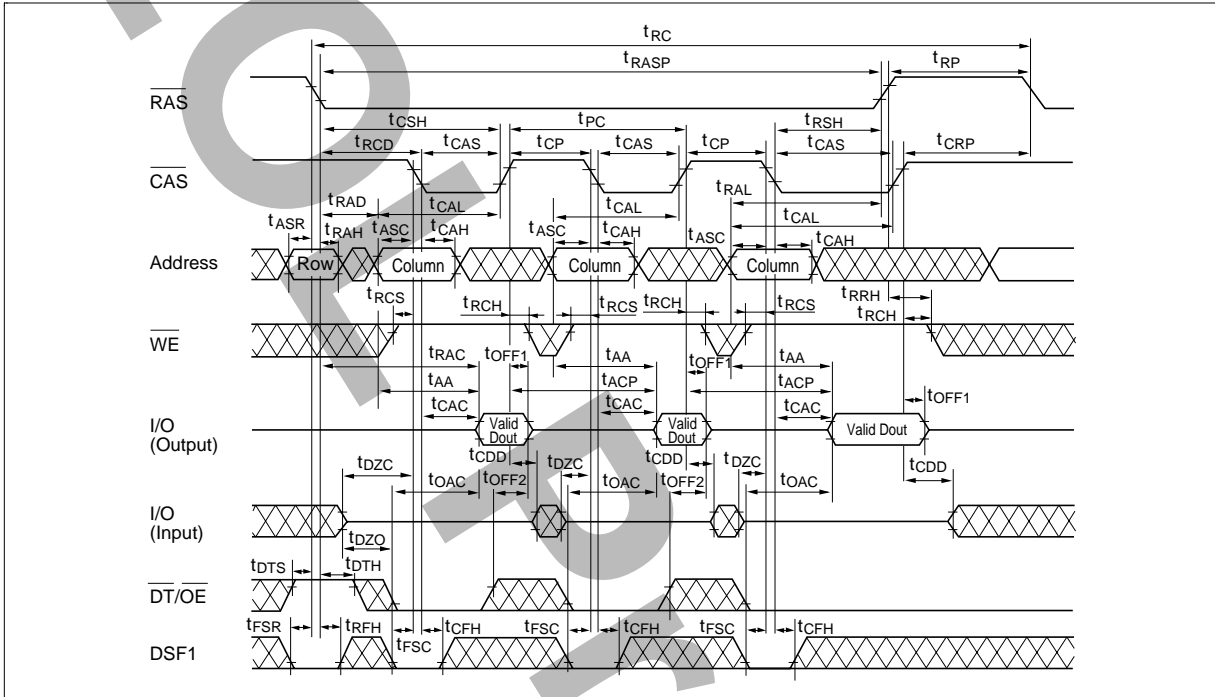 tRC
tRASP
tRP
RAS
tCSH
tPC
tRSH
tRCD
tCAS
tCP
tCAS
tCP
tCAS
tCRP
CAS
tRAD
tCAL
tCAL
tRAL
tCAL
tASR
tRAH
tASC
tCAH
tASC
tCAH
tASC
tCAH
Address
Row
Column
Column
Column
tRCS
tRCH
tRCS
tRCH
tRCS
tRRH
tRCH
WE
tRAC
tOFF1
tAA
tOFF1
tAA
tAA
tACP
tACP
tCAC
tCAC
tCAC
tOFF1
I/O
(Output)
Valid
Dout
Valid
Dout
Valid Dout
tCDD
tDZC
tCDD
tDZC
tCDD
tDZC
tOAC
tOFF2
tOAC
tOFF2
tOAC
I/O
(Input)
tDZO
tDTS
tDTH
DT/OE
tFSR
tRFH
tFSC
tCFH
tFSC
tCFH
tFSC
tCFH
DSF1